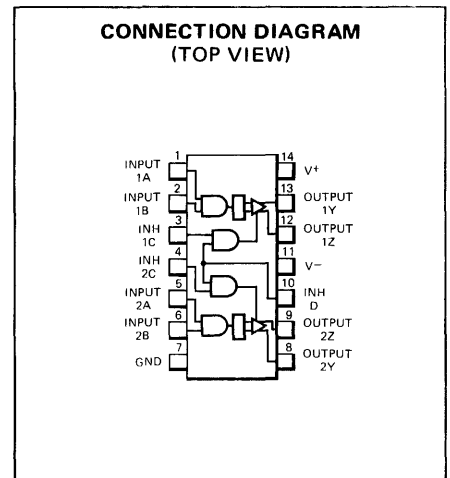 CONNECTION DIAGRAM
(TOP VIEW)
INPUT
1A
1
14
V+
INPUT
1B
2
13
OUTPUT
1Y
INH
1C
3
12
OUTPUT
1Z
INH
2C
4
11
V−
INPUT
2A
5
10
INH
D
INPUT
2B
6
9
OUTPUT
2Z
GND
7
8
OUTPUT
2Y